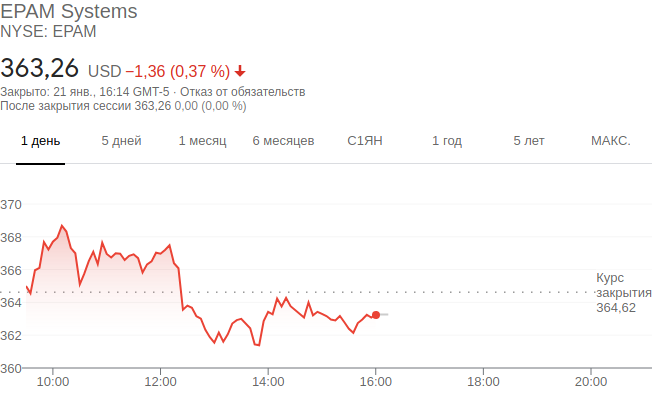 EPAM Systems
NYSE: EPAM
363,26 USD −1,36 (0,37 %)
Закрыто: 21 янв., 16:14 GMT-5 · Отказ от обязательств
После закрытия сессии 363,26 0,00 (0,00 %)
1 день 5 дней 1 месяц 6 месяцев С1ЯН 1 год 5 лет МАКС.
370
368
366
364
362
360
Курс
закрытия
364,62
10:00 12:00 14:00 16:00 18:00 20:00